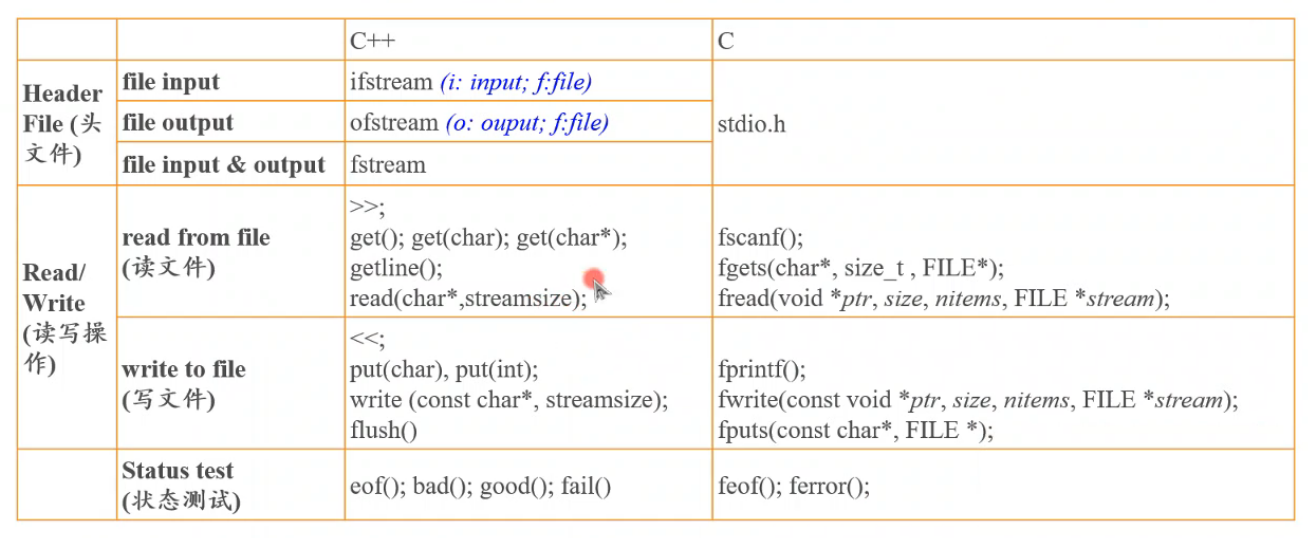 C++
C
Header
File (头
文件)
file input
ifstream (i: input; f:file)
stdio.h
file output
ofstream (o: ouput; f:file)
file input & output
fstream
Read/
Write
(读写操
作)
read from file
(读文件)
>>;
get(); get(char); get(char*);
getline();
read(char*,streamsize);
fscanf();
fgets(char*, size_t , FILE*);
fread(void *ptr, size, nitems, FILE *stream);
write to file
(写文件)
<<;
put(char), put(int);
write (const char*, streamsize);
flush()
fprintf();
fwrite(const void *ptr, size, nitems, FILE *stream);
fputs(const char*, FILE *);
Status test
(状态测试)
eof(); bad(); good(); fail()
feof(); ferror();